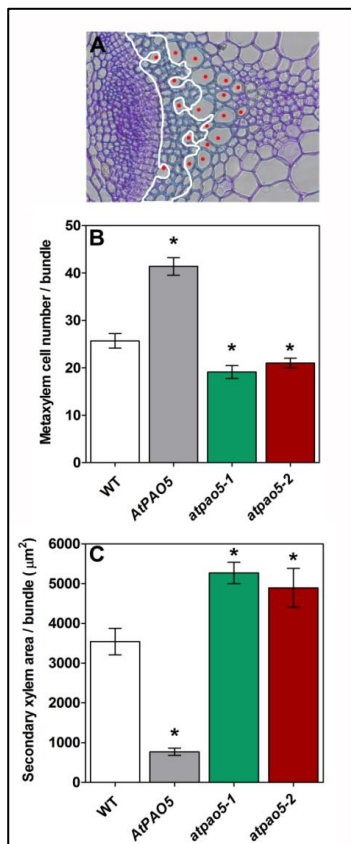 A
B
Metaxylem cell number / bundle
50
40
30
20
10
0
*
*
*
WT
AtPAO5
atpao5-1
atpao5-2
C
Secondary xylem area / bundle ( μm²)
6000
5000
4000
3000
2000
1000
0
*
*
*
WT
AtPAO5
atpao5-1
atpao5-2